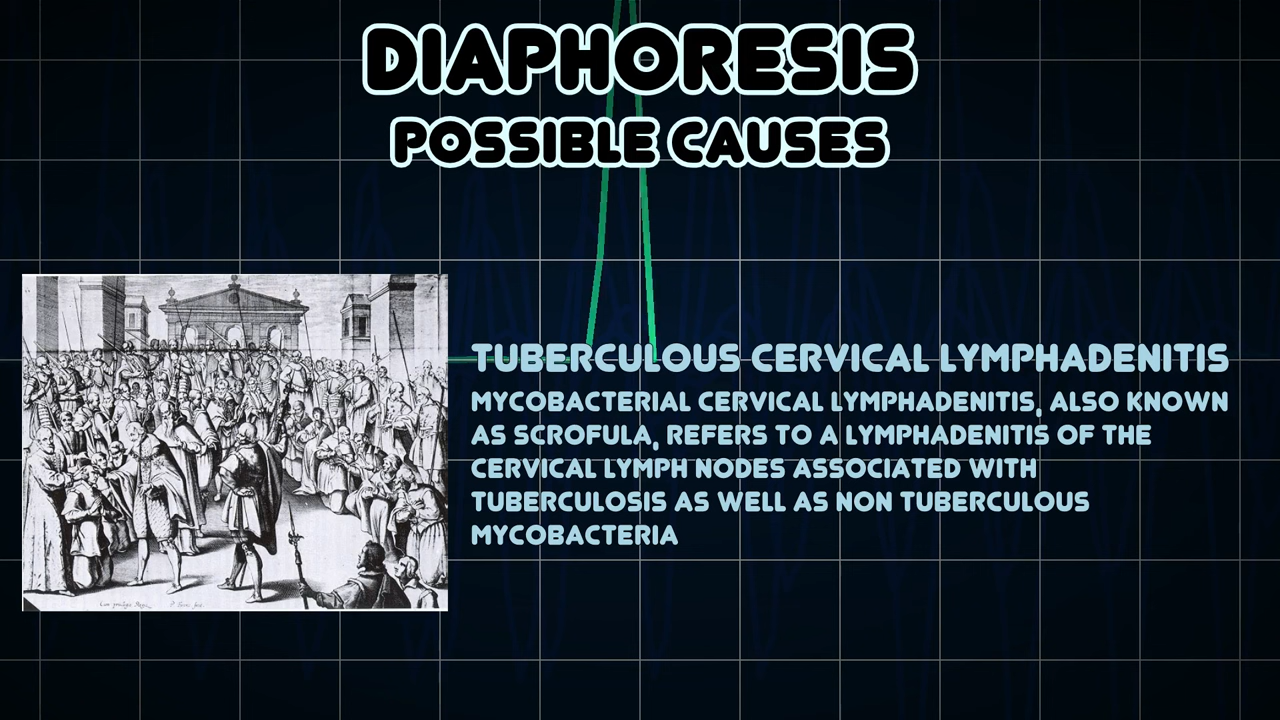 DIAPHORESIS
POSSIBLE CAUSES
TUBERCULOUS CERVICAL LYMPHADENITIS
MYCOBACTERIAL CERVICAL LYMPHADENITIS, ALSO KNOWN
AS SCROFULA, REFERS TO A LYMPHADENITIS OF THE
CERVICAL LYMPH NODES ASSOCIATED WITH
TUBERCULOSIS AS WELL AS NON TUBERCULOUS
MYCOBACTERIA